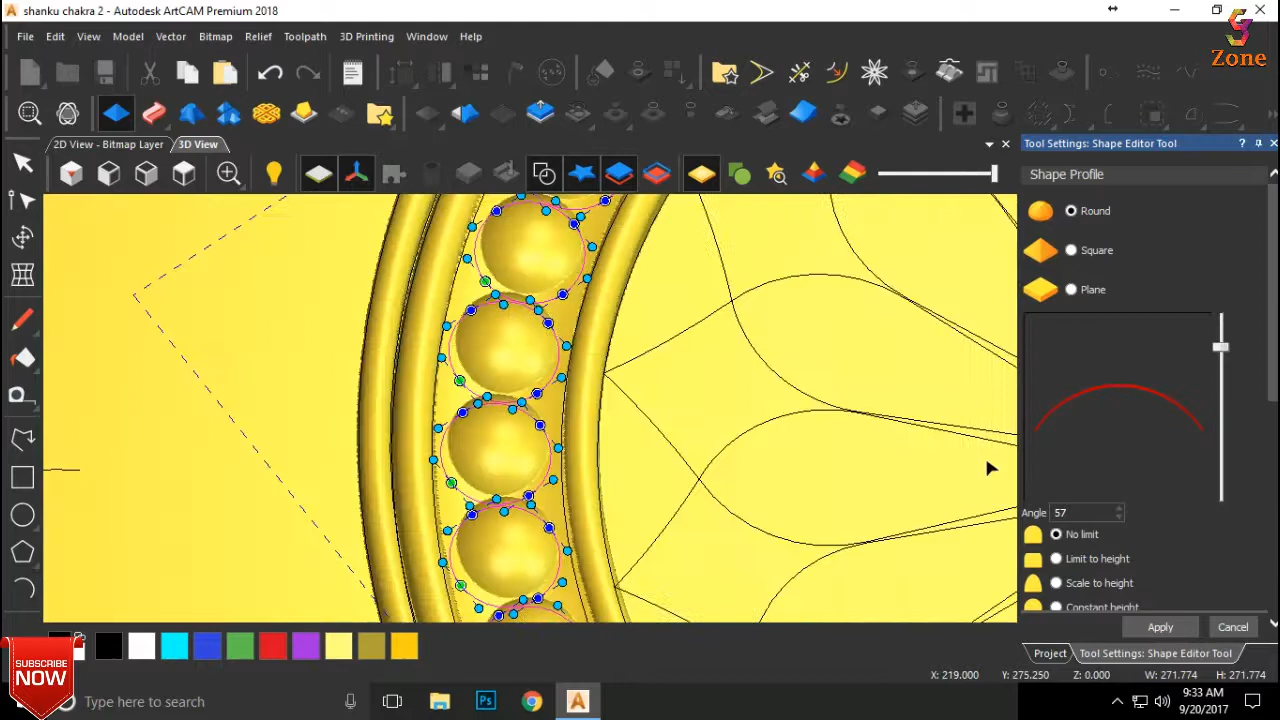 shanku chakra 2 - Autodesk ArtCAM Premium 2018
File Edit View Model Vector Bitmap Relief Toolpath 3D Printing Window Help
Zone
2D View - Bitmap Layer 3D View
Tool Settings: Shape Editor Tool
Shape Profile
Round
Square
Plane
Angle 57
No limit
Limit to height
Scale to height
Constant height
Apply Cancel
Project Tool Settings: Shape Editor Tool
X: 219.000 Y: 275.250 Z: 0.000 W: 271.774 H: 271.774
SUBSCRIBE
NOW
Type here to search
9:33 AM
9/20/2017